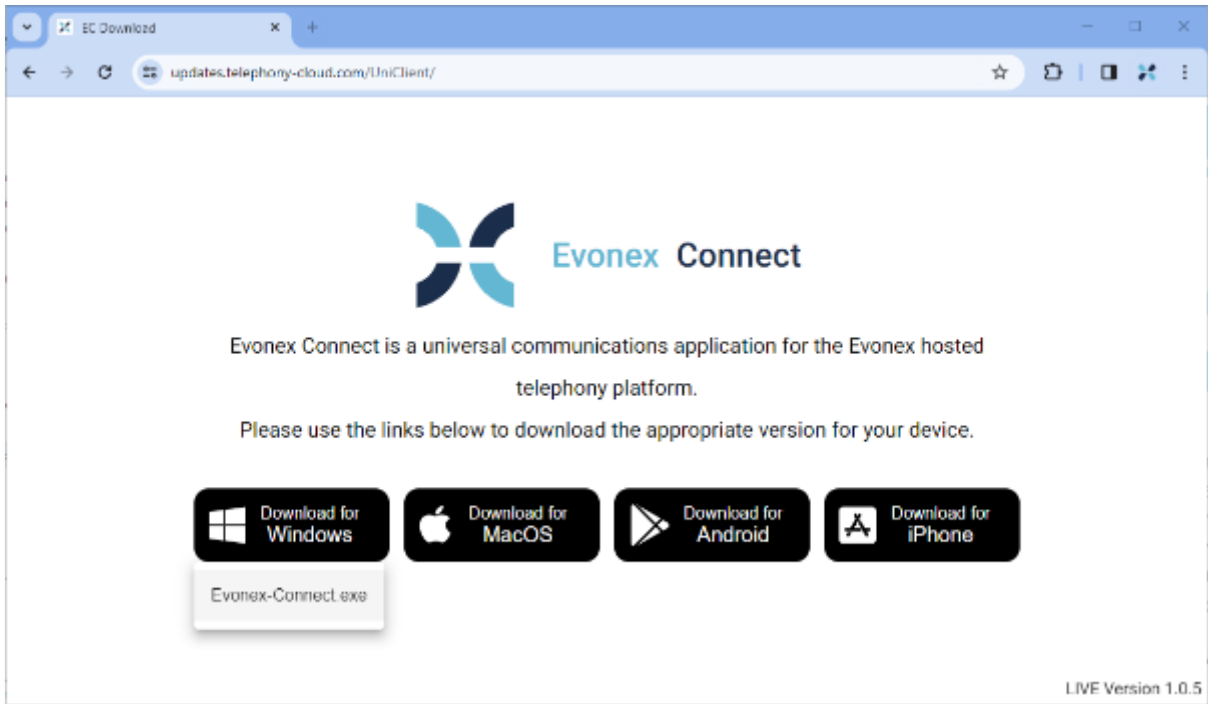 EC Download
updates.telephony-cloud.com/UniClient/
Evonex Connect
Evonex Connect is a universal communications application for the Evonex hosted
telephony platform.
Please use the links below to download the appropriate version for your device.
Download for
Windows
Download for
MacOS
Download for
Android
Download for
iPhone
Evonex-Connect.exe
LIVE Version 1.0.5